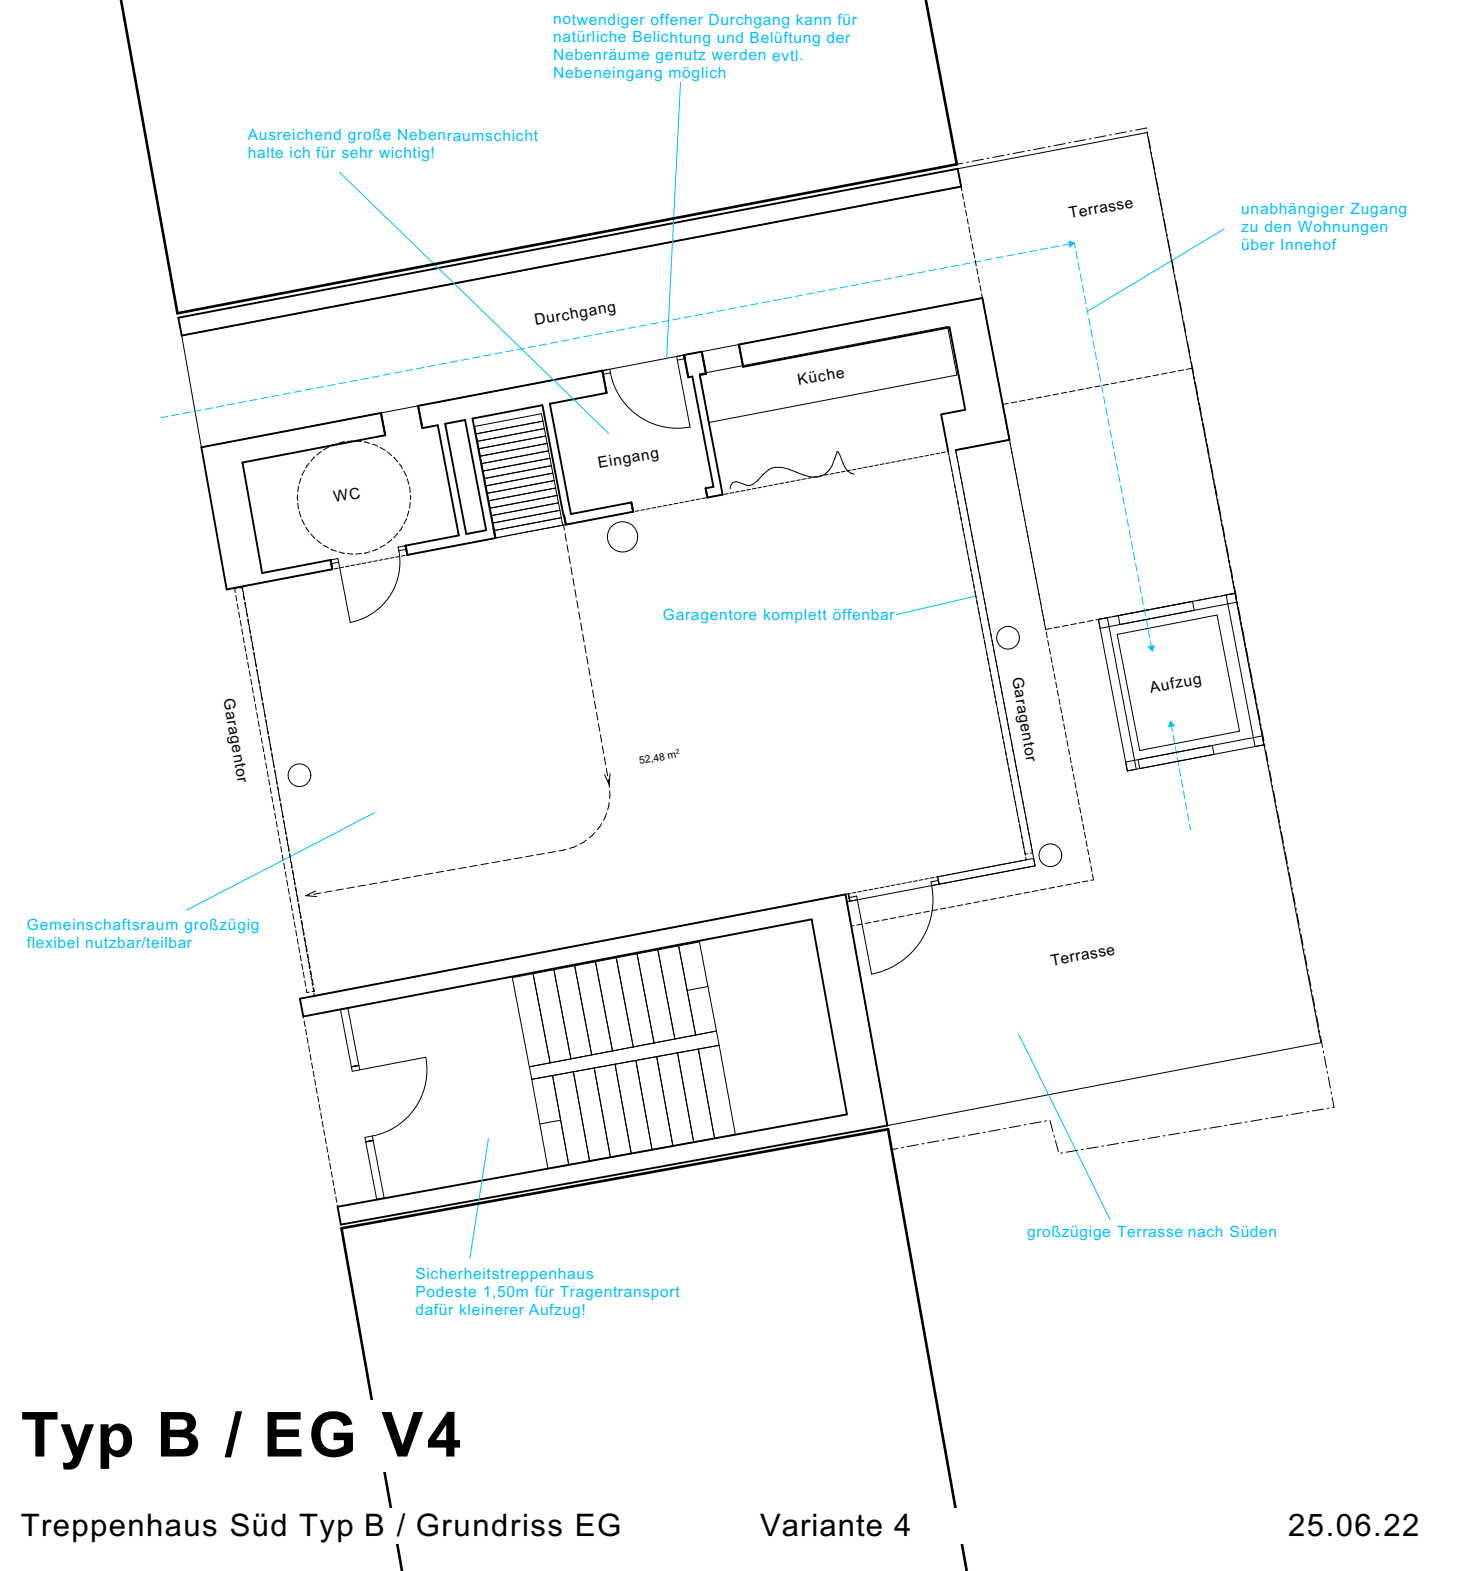 notwendiger offener Durchgang kann für
natürliche Belichtung und Belüftung der
Nebenräume genutz werden evtl.
Nebeneingang möglich
Ausreichend große Nebenraumschicht
halte ich für sehr wichtig!
Terrasse
unabhängiger Zugang
zu den Wohnungen
über Innehof
Durchgang
Küche
Eingang
WC
Garagentore komplett öffenbar
Garagentor
Garagentor
Aufzug
52,48 m²
Gemeinschaftsraum großzügig
flexibel nutzbar/teilbar
Terrasse
großzügige Terrasse nach Süden
Sicherheitstreppenhaus
Podeste 1,50m für Tragentransport
dafür kleinerer Aufzug!
Typ B / EG V4
Treppenhaus Süd Typ B / Grundriss EG
Variante 4
25.06.22